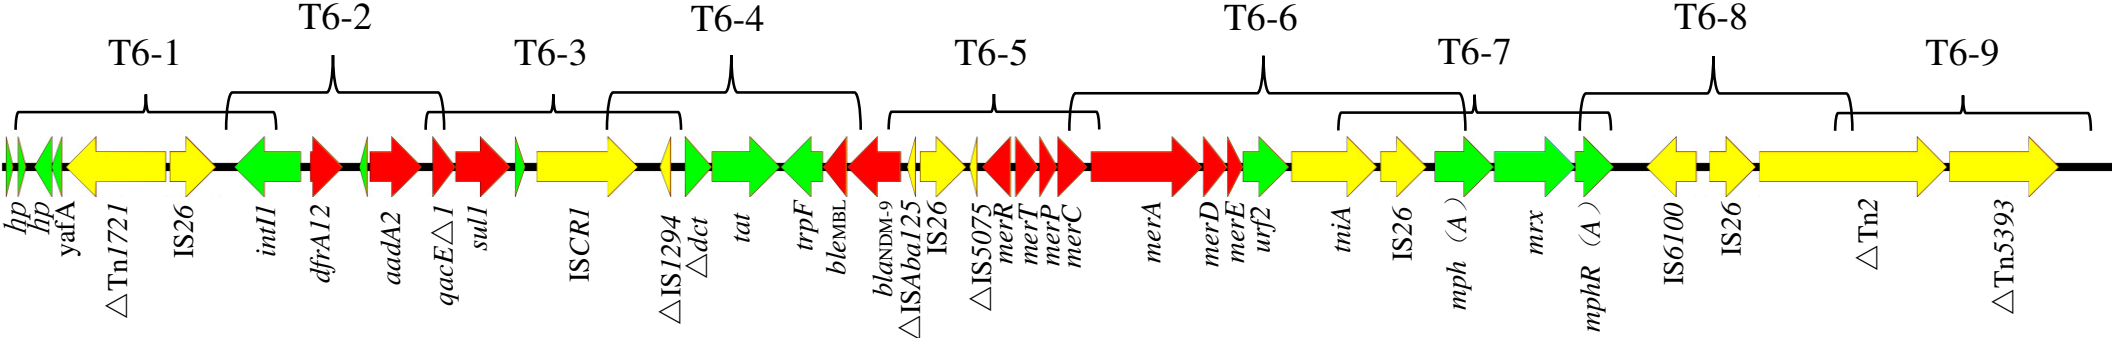 T6-1
T6-2
T6-3
T6-4
T6-5
T6-6
T6-7
T6-8
T6-9
hp
hp
yafA
△Tn1721
IS26
intI1
dfrA12
aadA2
qacE△1
sul1
ISCR1
△IS1294
△dct
tat
trpF
bleMBL
blaNDM-9
△ISAba125
IS26
△IS5075
merR
merT
merP
merC
merA
merD
merE
urf2
tniA
IS26
mph（A）
mrx
mphR（A）
IS6100
IS26
△Tn2
△Tn5393